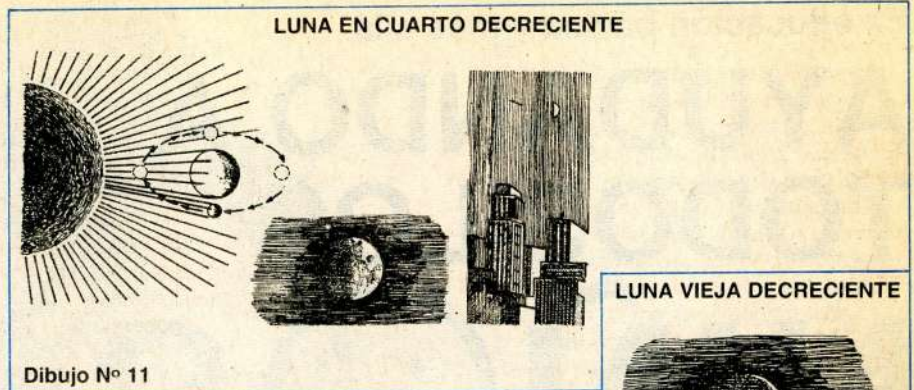 LUNA EN CUARTO DECRECIENTE
LUNA VIEJA DECRECIENTE
Dibujo Nº 11